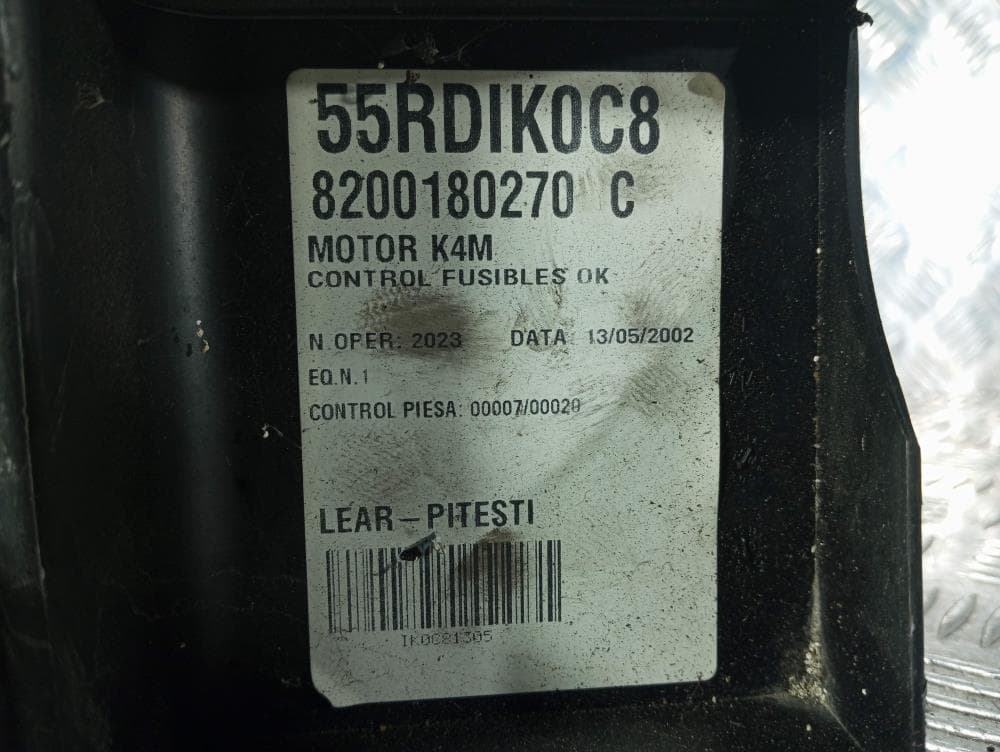 55RDIK0C8
8200180270 C
MOTOR K4M
CONTROL FUSIBLES OK
N.OPER: 2023 DATA: 13/05/2002
EQ.N.1
CONTROL PIESA: 00007/00020
LEAR-PITESTI
IK0C81305